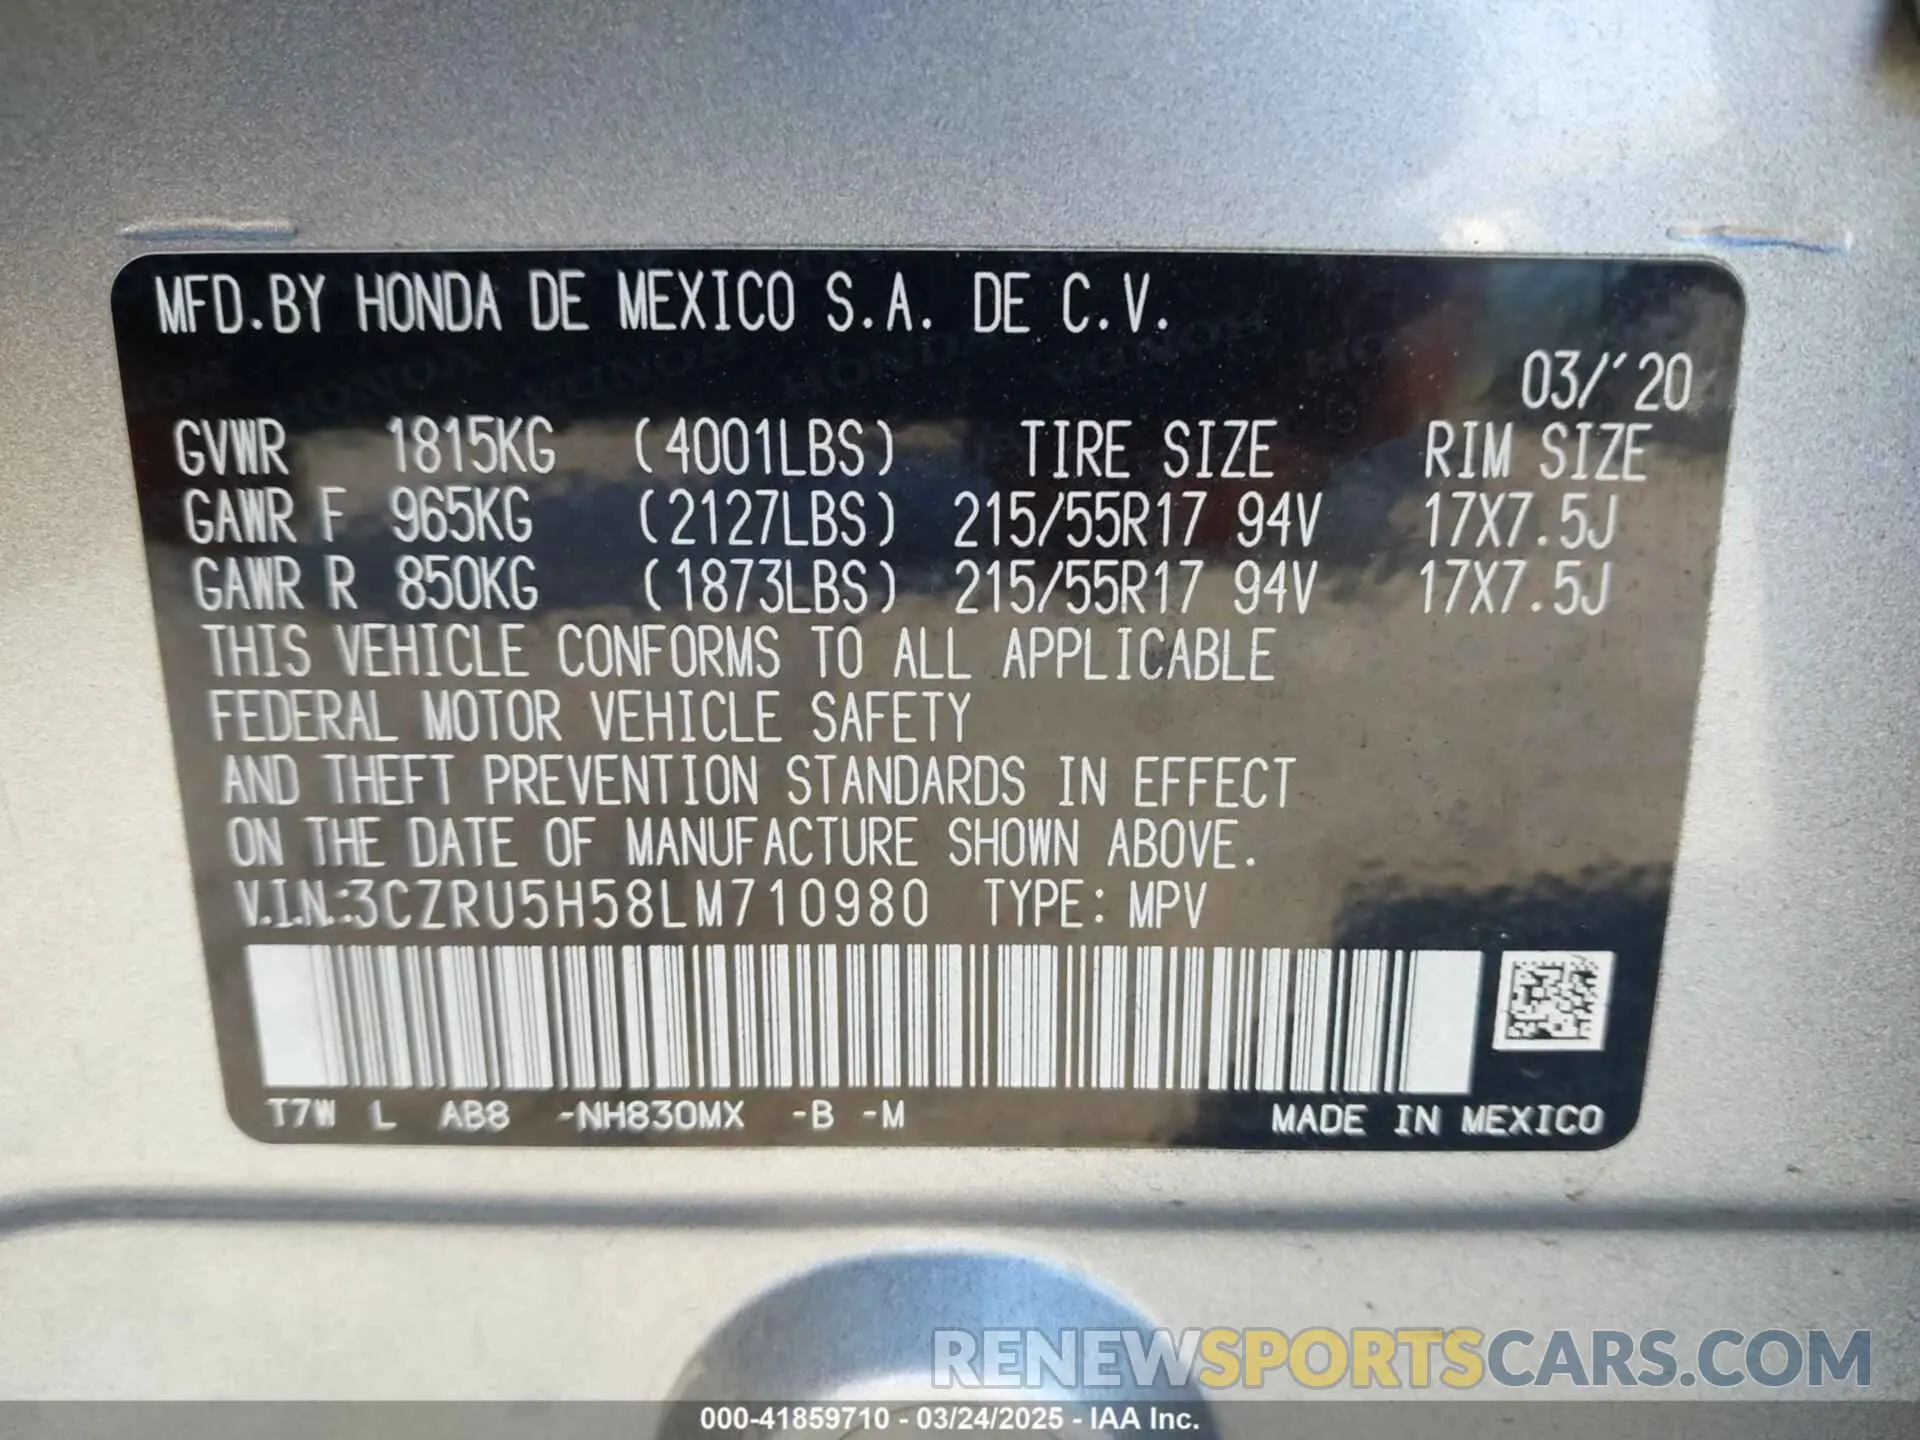 MFD.BY HONDA DE MEXICO S.A. DE C.V.
03/´20
GVWR 1815KG (4001LBS) TIRE SIZE RIM SIZE
GAWR F 965KG (2127LBS) 215/55R17 94V 17X7.5J
GAWR R 850KG (1873LBS) 215/55R17 94V 17X7.5J
THIS VEHICLE CONFORMS TO ALL APPLICABLE
FEDERAL MOTOR VEHICLE SAFETY
AND THEFT PREVENTION STANDARDS IN EFFECT
ON THE DATE OF MANUFACTURE SHOWN ABOVE.
V.I.N.:3CZRU5H58LM710980 TYPE: MPV
T7W L AB8 -NH830MX -B -M MADE IN MEXICO
RENEWSPORTSCARS.COM
000-41859710 - 03/24/2025 - IAA Inc.